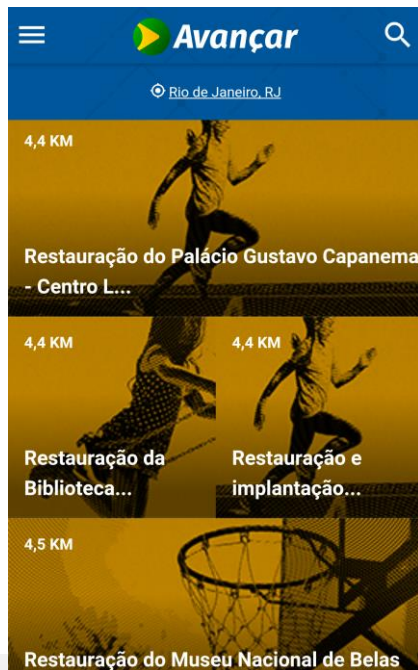 Avançar
Rio de Janeiro, RJ
4,4 KM
Restauração do Palácio Gustavo Capanema
- Centro L...
4,4 KM
Restauração da
Biblioteca...
4,4 KM
Restauração e
implantação...
4,5 KM
Restauração do Museu Nacional de Belas